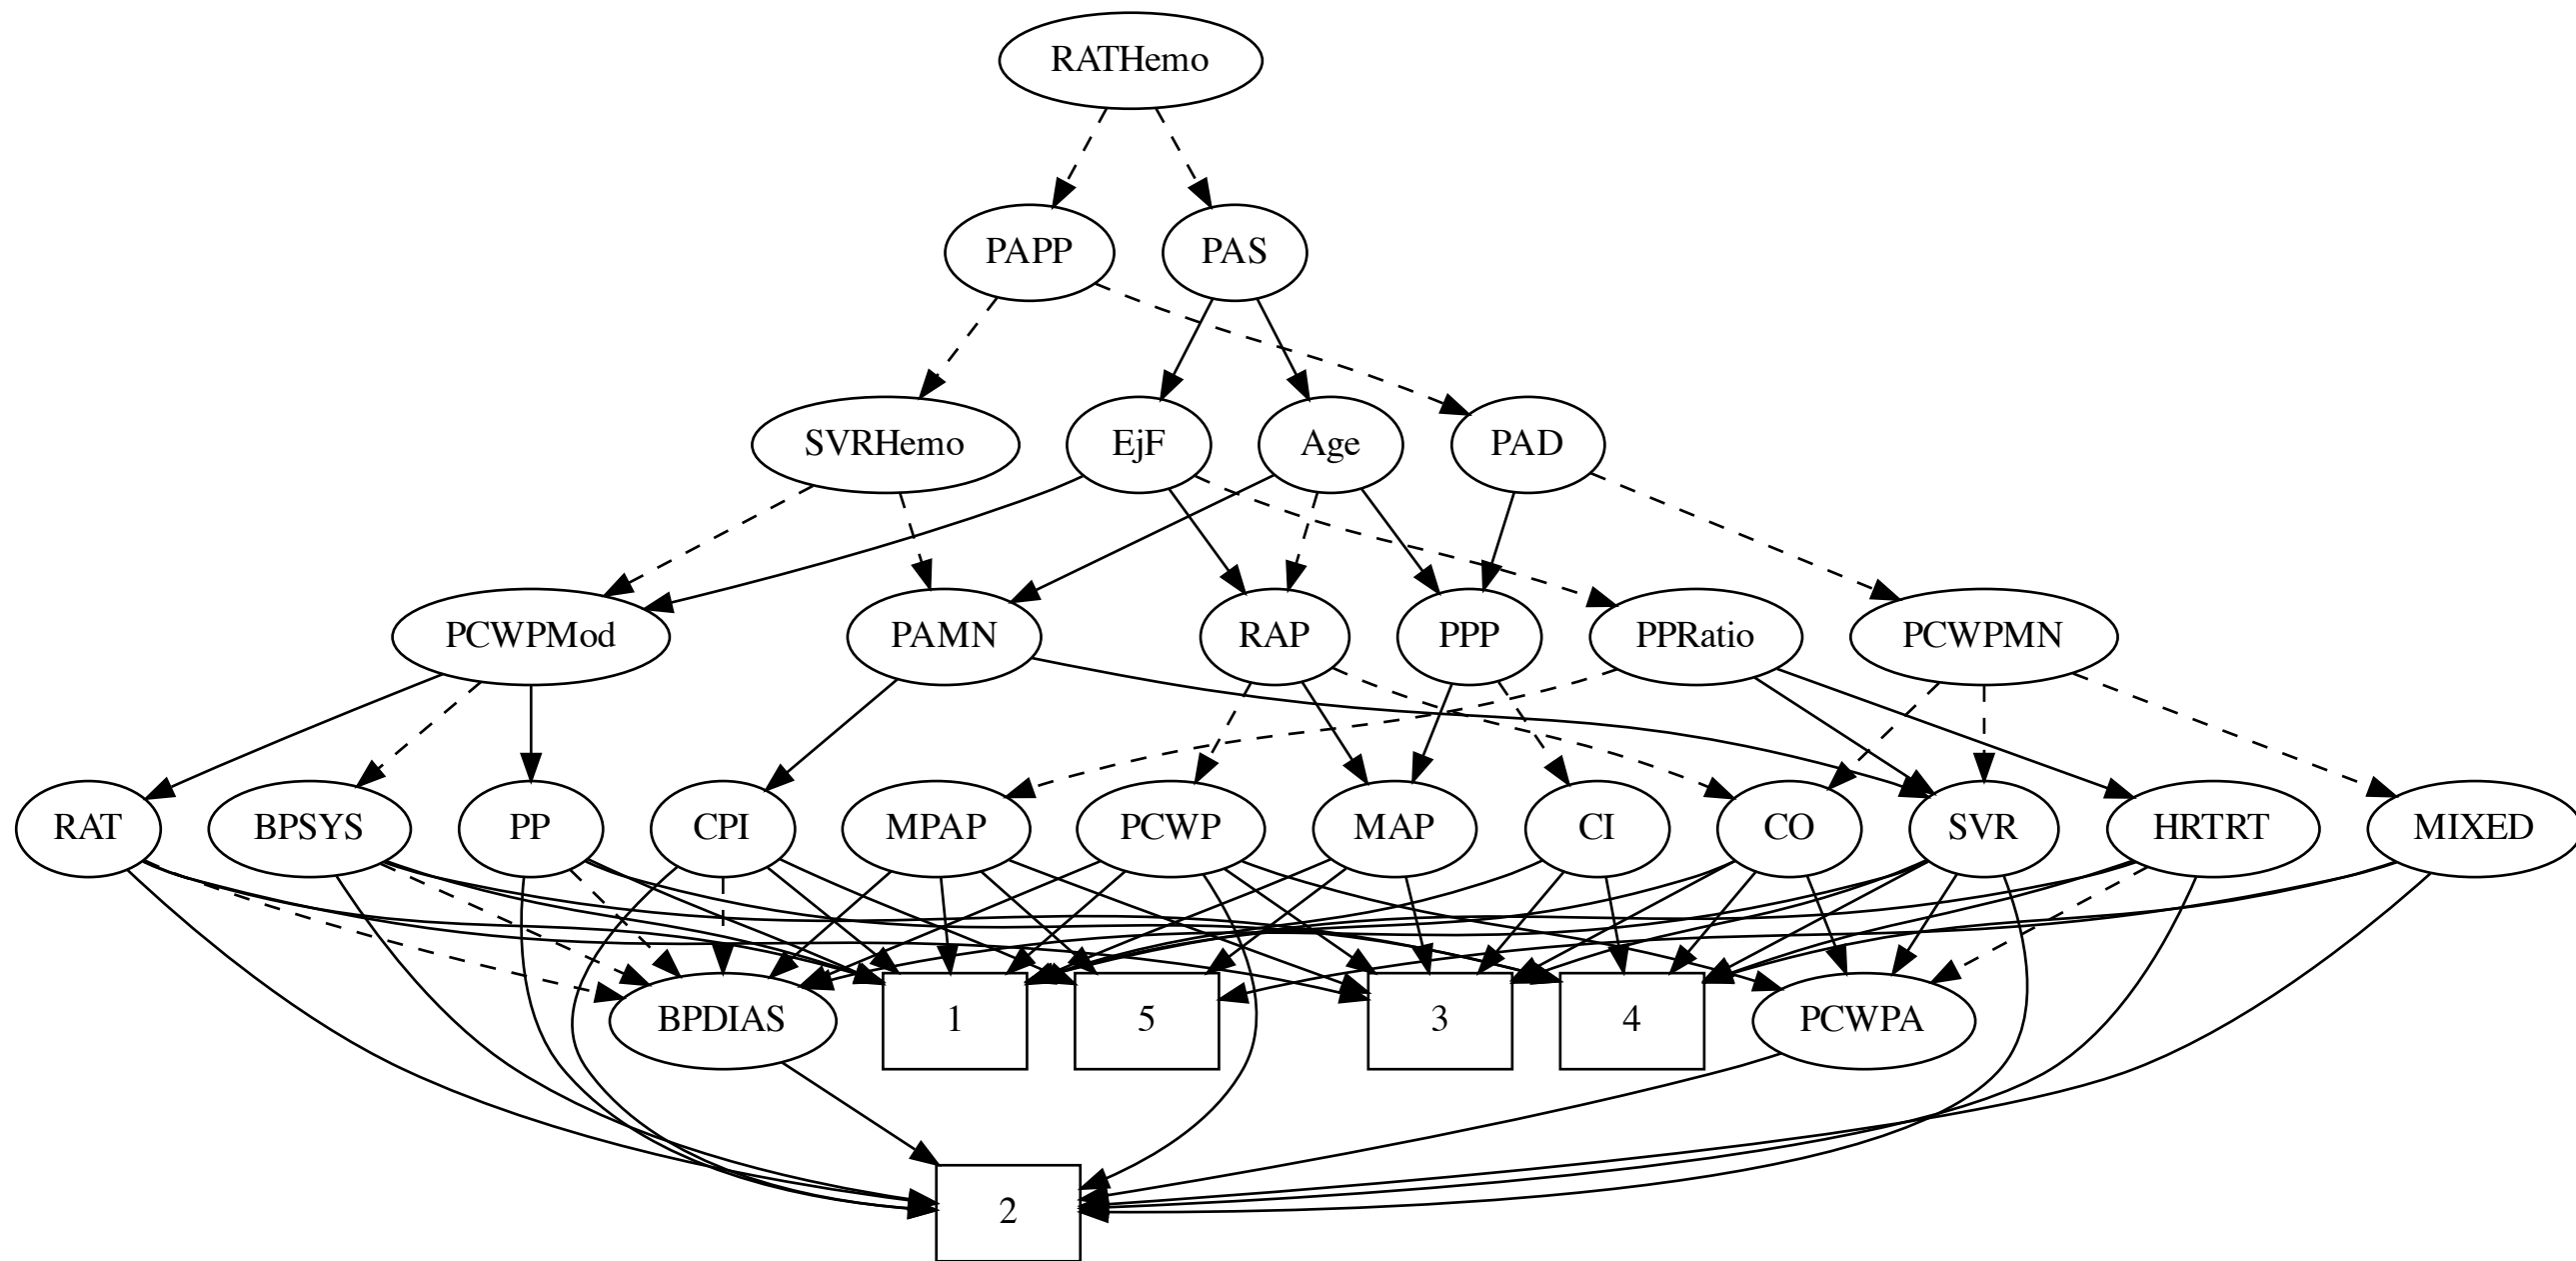 RATHemo
PAPP
PAS
SVRHemo
EjF
Age
PAD
PCWPMod
PAMN
RAP
PPP
PPRatio
PCWPMN
RAT
BPSYS
PP
CPI
MPAP
PCWP
MAP
CI
CO
SVR
HRTRT
MIXED
BPDIAS
1
5
3
4
PCWPA
2